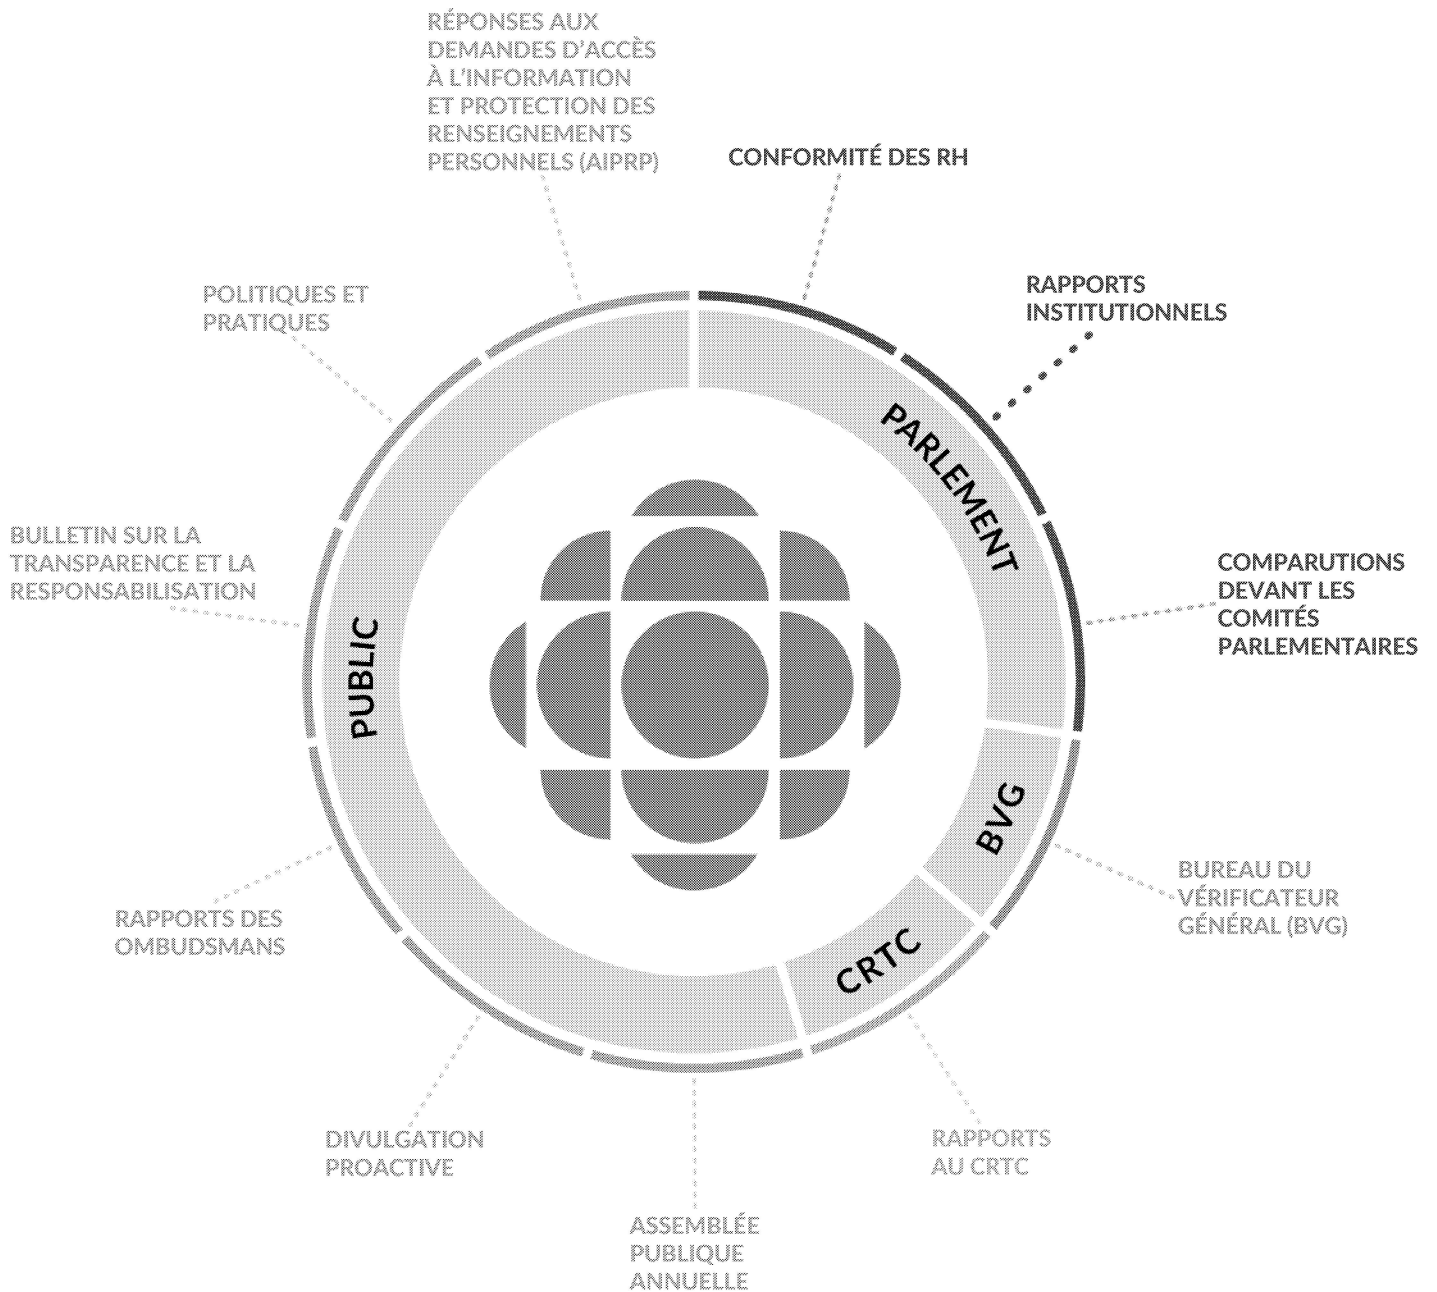 RÉPONSES AUX
DEMANDES D'ACCÈS
À L'INFORMATION
ET PROTECTION DES
RENSEIGNEMENTS
PERSONNELS (AIPRP)
CONFORMITÉ DES RH
RAPPORTS
INSTITUTIONNELS
POLITIQUES ET
PRATIQUES
PARLEMENT
BULLETIN SUR LA
TRANSPARENCE ET LA
RESPONSABILISATION
COMPARUTIONS
DEVANT LES
COMITÉS
PARLEMENTAIRES
PUBLIC
BVG
BUREAU DU
VÉRIFICATEUR
GÉNÉRAL (BVG)
RAPPORTS DES
OMBUDSMANS
CRTC
DIVULGATION
PROACTIVE
RAPPORTS
AU CRTC
ASSEMBLÉE
PUBLIQUE
ANNUELLE